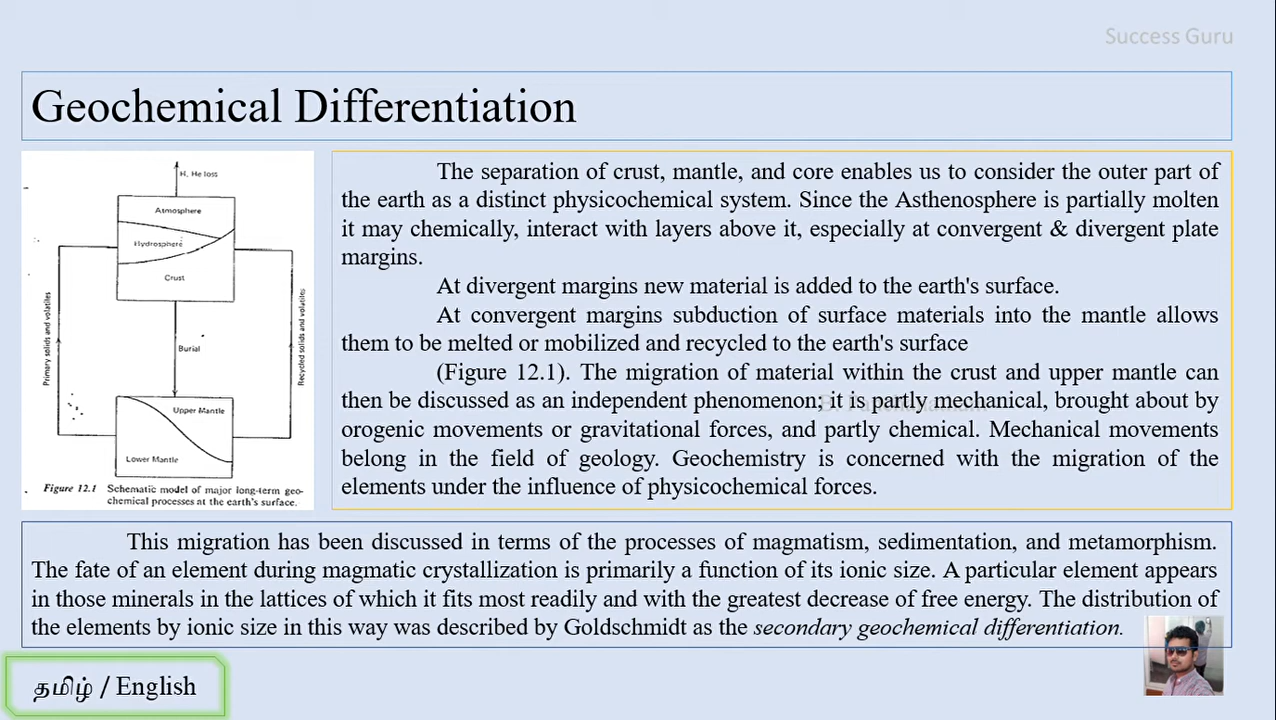 Success Guru
Geochemical Differentiation
H, He loss
Atmosphere
Hydrosphere
Crust
Primary solids and volatiles
Recycled solids and volatiles
Burial
Upper Mantle
Lower Mantle
Figure 12.1 Schematic model of major long-term geo-
chemical processes at the earth's surface.
The separation of crust, mantle, and core enables us to consider the outer part of
the earth as a distinct physicochemical system. Since the Asthenosphere is partially molten
it may chemically, interact with layers above it, especially at convergent & divergent plate
margins.
At divergent margins new material is added to the earth's surface.
At convergent margins subduction of surface materials into the mantle allows
them to be melted or mobilized and recycled to the earth's surface
(Figure 12.1). The migration of material within the crust and upper mantle can
then be discussed as an independent phenomenon; it is partly mechanical, brought about by
orogenic movements or gravitational forces, and partly chemical. Mechanical movements
belong in the field of geology. Geochemistry is concerned with the migration of the
elements under the influence of physicochemical forces.
This migration has been discussed in terms of the processes of magmatism, sedimentation, and metamorphism.
The fate of an element during magmatic crystallization is primarily a function of its ionic size. A particular element appears
in those minerals in the lattices of which it fits most readily and with the greatest decrease of free energy. The distribution of
the elements by ionic size in this way was described by Goldschmidt as the secondary geochemical differentiation.
தமிழ் / English